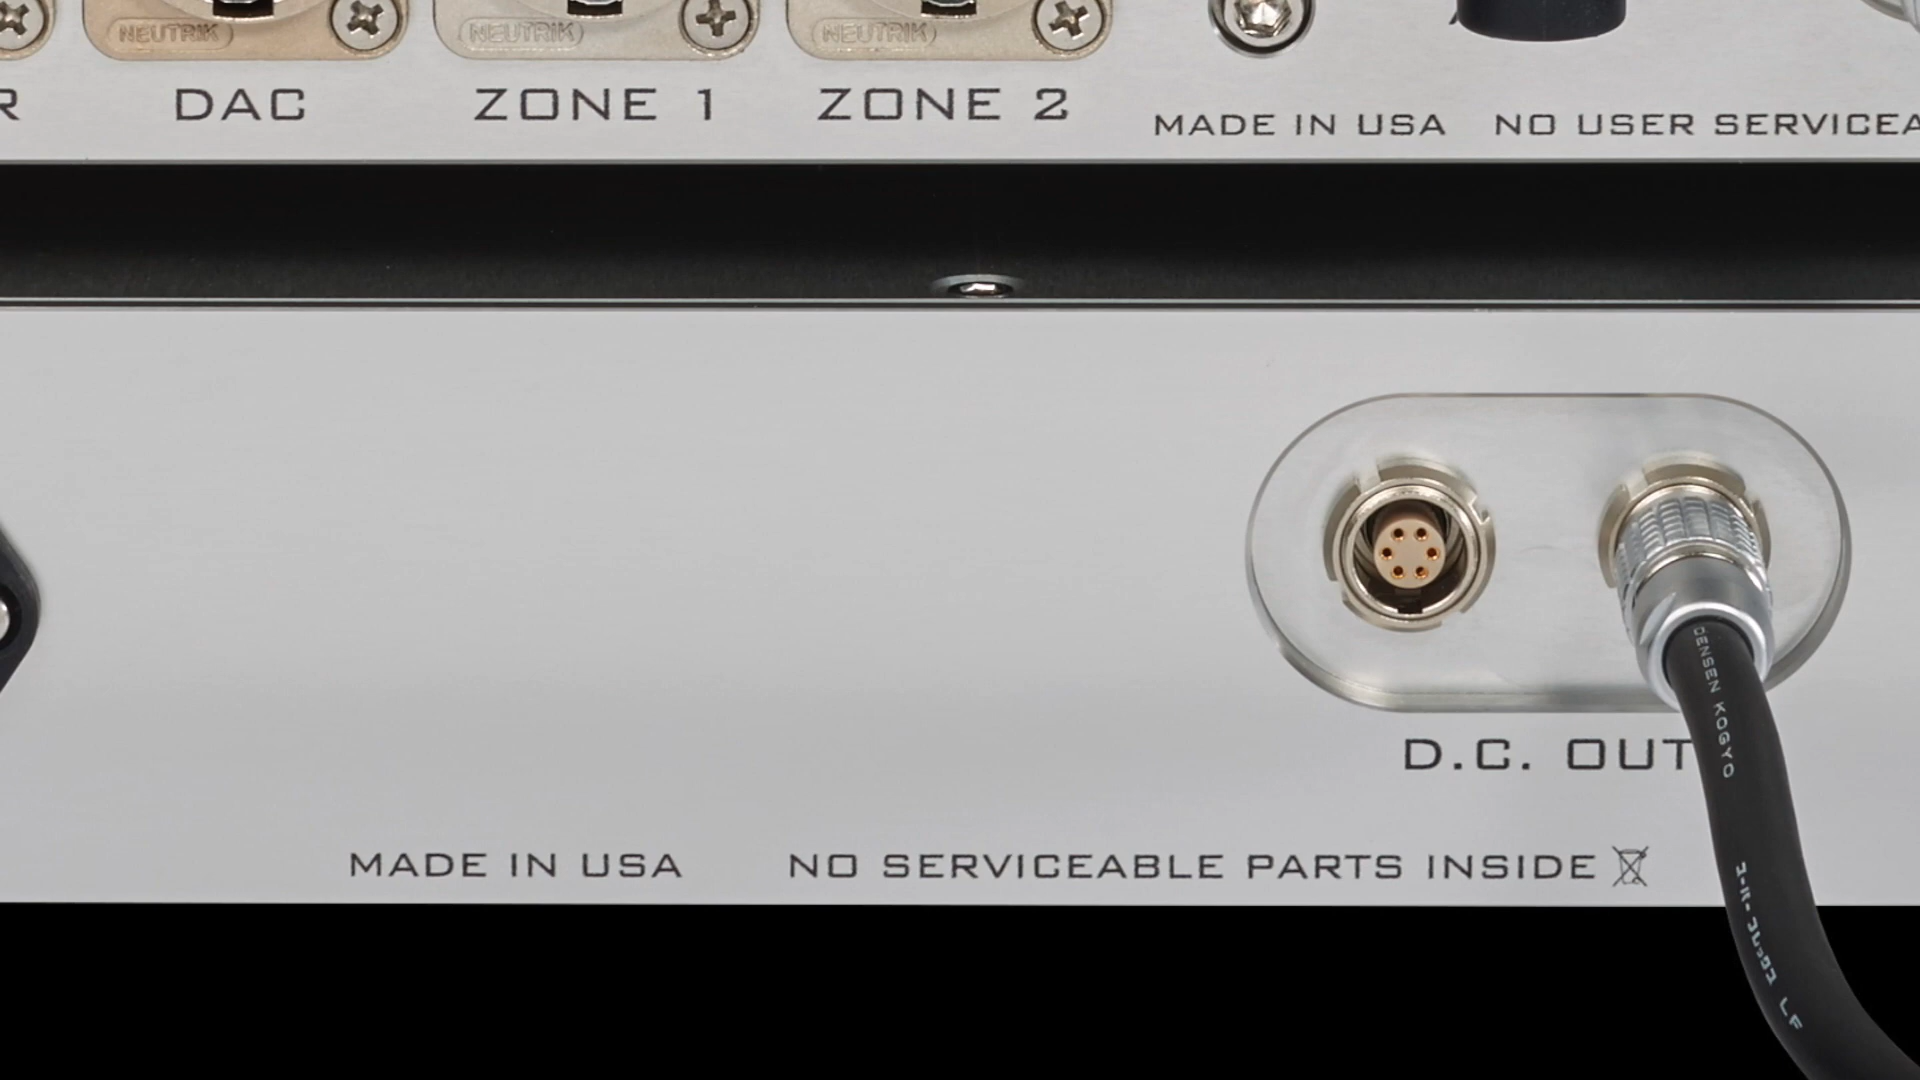 NEUTRIK NEUTRIK NEUTRIK
R DAC ZONE 1 ZONE 2
MADE IN USA NO USER SERVICEA
D.C. OUT
DENSEN KOGYO
MADE IN USA NO SERVICEABLE PARTS INSIDE
LF